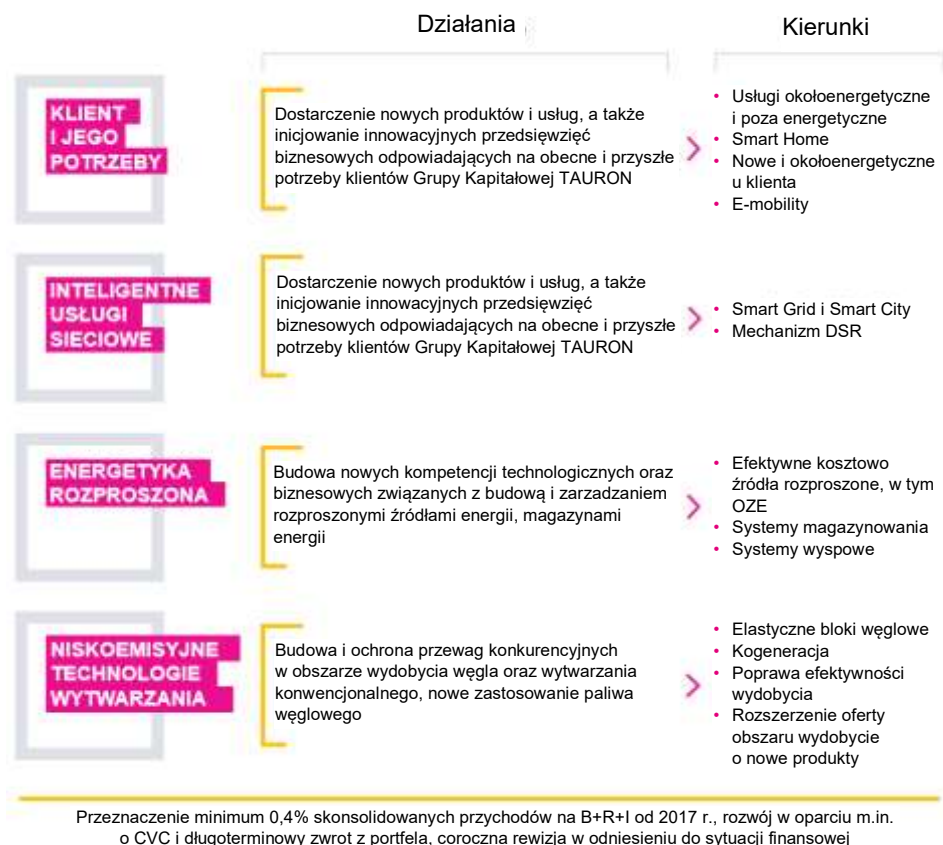 Działania
Kierunki
KLIENT
I JEGO
POTRZEBY
Dostarczenie nowych produktów i usług, a także
inicjowanie innowacyjnych przedsięwzięć
biznesowych odpowiadających na obecne i przyszłe
potrzeby klientów Grupy Kapitałowej TAURON
• Usługi okołoenergetyczne
i poza energetyczne
• Smart Home
• Nowe i okołoenergetyczne
u klienta
• E-mobility
INTELIGENTNE
USŁUGI
SIECIOWE
Dostarczenie nowych produktów i usług, a także
inicjowanie innowacyjnych przedsięwzięć
biznesowych odpowiadających na obecne i przyszłe
potrzeby klientów Grupy Kapitałowej TAURON
• Smart Grid i Smart City
• Mechanizm DSR
ENERGETYKA
ROZPROSZONA
Budowa nowych kompetencji technologicznych oraz
biznesowych związanych z budową i zarzadzaniem
rozproszonymi źródłami energii, magazynami
energii
• Efektywne kosztowo
źródła rozproszone, w tym
OZE
• Systemy magazynowania
• Systemy wyspowe
NISKOEMISYJNE
TECHNOLOGIE
WYTWARZANIA
Budowa i ochrona przewag konkurencyjnych
w obszarze wydobycia węgla oraz wytwarzania
konwencjonalnego, nowe zastosowanie paliwa
węglowego
• Elastyczne bloki węglowe
• Kogeneracja
• Poprawa efektywności
wydobycia
• Rozszerzenie oferty
obszaru wydobycie
o nowe produkty
Przeznaczenie minimum 0,4% skonsolidowanych przychodów na B+R+I od 2017 r., rozwój w oparciu m.in.
o CVC i długoterminowy zwrot z portfela, coroczna rewizja w odniesieniu do sytuacji finansowej